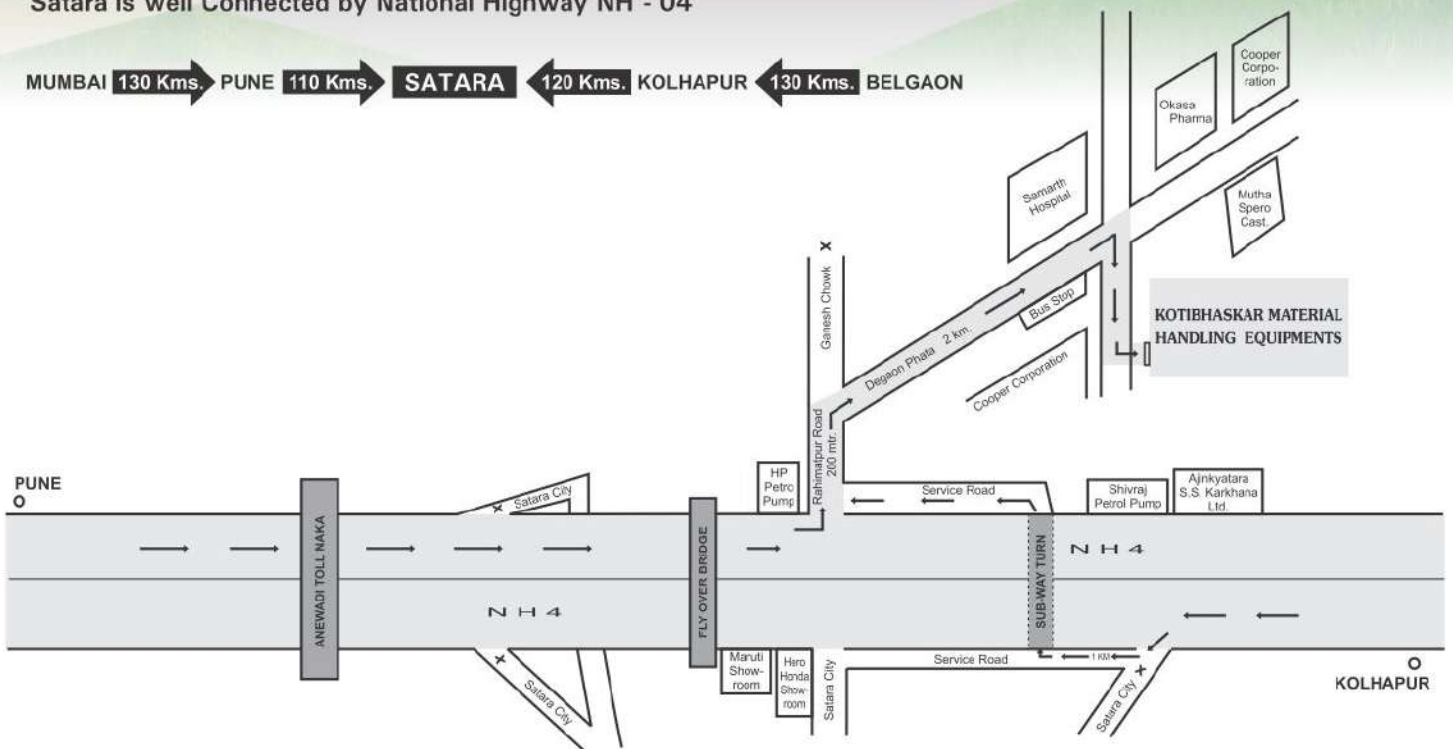 Satara is Well Connected by National Highway NH - 04
MUMBAI 130 Kms. PUNE 110 Kms. SATARA 120 Kms. KOLHAPUR 130 Kms. BELGAON
Cooper
Corpo-
ration
Okasa
Pharma
Samarth
Hospital
Mutha
Spero
Cast.
X
Ganesh Chowk
Bus Stop
Degaon Phata 2 km.
Cooper Corporation
KOTIBHASKAR MATERIAL
HANDLING EQUIPMENTS
Rahimatpur Road
200 mtr.
PUNE
HP
Petro
Pump
X Satara City
Service Road
Shivraj
Petrol Pump
Ajnkyatara
S.S. Karkhana
Ltd.
ANEWADI TOLL NAKA
FLY OVER BRIDGE
SUB-WAY TURN
N H 4
N H 4
Maruti
Show-
room
Hero
Honda
Show-
room
Satara City
Service Road
1 KM
X
Satara City
X
Satara City
KOLHAPUR